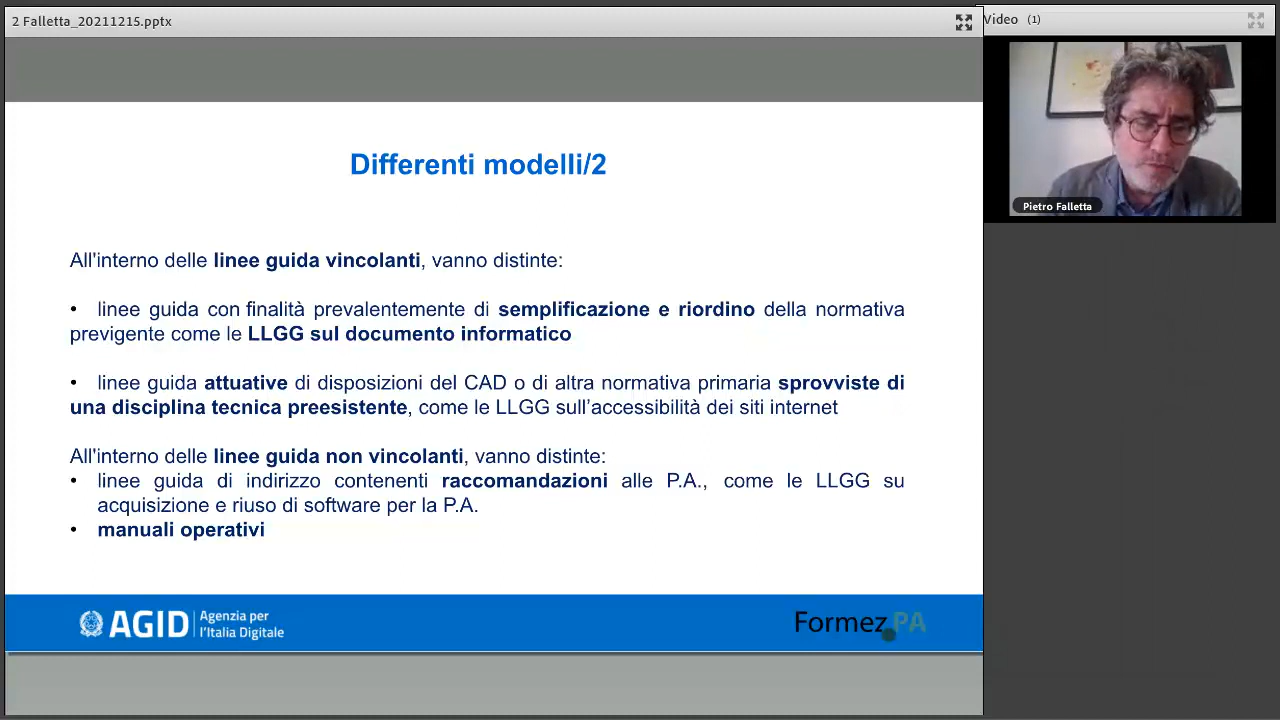 2 Falletta_20211215.pptx
Video (1)
Pietro Falletta
Differenti modelli/2
All'interno delle linee guida vincolanti, vanno distinte:
• linee guida con finalità prevalentemente di semplificazione e riordino della normativa
previgente come le LLGG sul documento informatico
• linee guida attuative di disposizioni del CAD o di altra normativa primaria sprovviste di
una disciplina tecnica preesistente, come le LLGG sull’accessibilità dei siti internet
All'interno delle linee guida non vincolanti, vanno distinte:
• linee guida di indirizzo contenenti raccomandazioni alle P.A., come le LLGG su
acquisizione e riuso di software per la P.A.
• manuali operativi
AGID Agenzia per
l’Italia Digitale
Formez PA